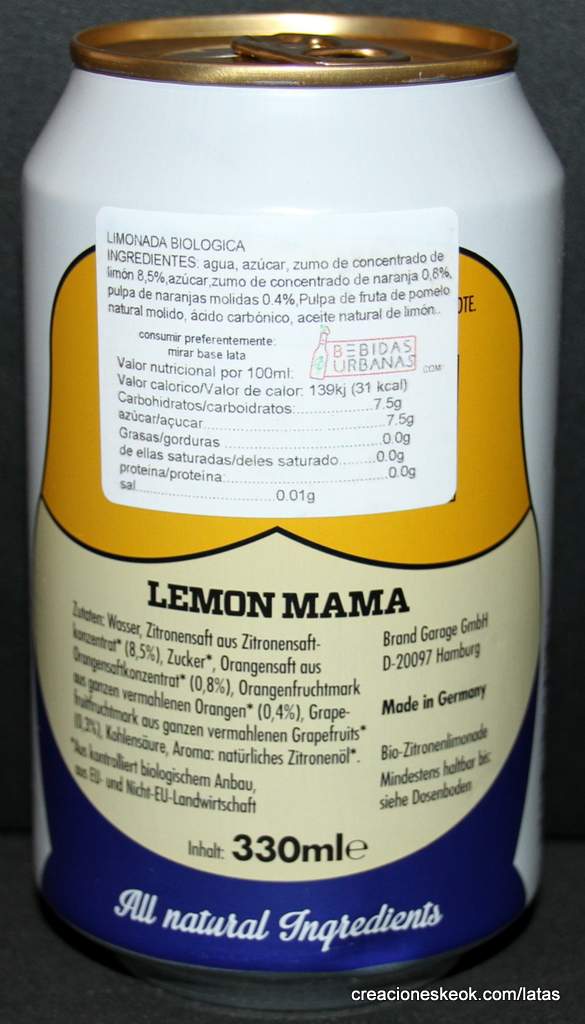 LIMONADA BIOLOGICA
INGREDIENTES: agua, azúcar, zumo de concentrado de
limón 8,5%,azúcar,zumo de concentrado de naranja 0,8%,
pulpa de naranjas molidas 0.4%,Pulpa de fruta de pomelo
natural molido, ácido carbónico, aceite natural de limón..
OTE.
consumir preferentemente:
mirar base lata
BEBIDAS
URBANAS
.COM
Valor nutricional por 100ml:
Valor calorico/Valor de calor: 139kj (31 kcal)
Carbohidratos/carboidratos:..................7.5g
azúcar/açucar.......................................7.5g
Grasas/gorduras ................................0.0g
de ellas saturadas/deles saturado.........0.0g
proteina/proteína:................................0.0g
sal............................0.01g
LEMON MAMA
Zutaten: Wasser, Zitronensaft aus Zitronensaft-
konzentrat* (8,5%), Zucker*, Orangensaft aus
Orangensaftkonzentrat* (0,8%), Orangenfruchtmark
aus ganzen vermahlenen Orangen* (0,4%), Grape-
fruitfruchtmark aus ganzen vermahlenen Grapefruits*
(0,3%), Kohlensäure, Aroma: natürliches Zitronenöl*.
*Aus kontrolliert biologischem Anbau,
aus EU- und Nicht-EU-Landwirtschaft
Brand Garage GmbH
D-20097 Hamburg
Made in Germany
Bio-Zitronenlimonade
Mindestens haltbar bis:
siehe Dosenboden
Inhalt: 330ml℮
All natural Ingredients
creacioneskeok.com/latas